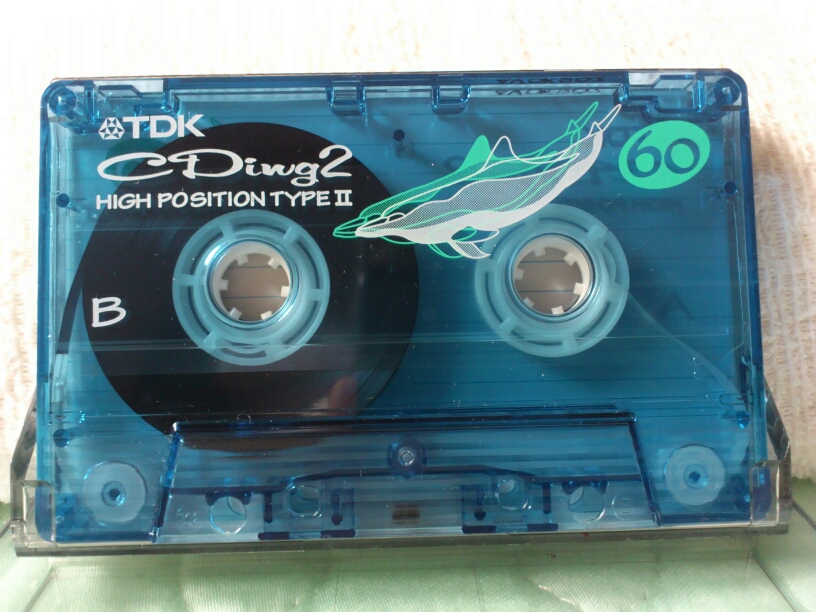 TDK
CDing2
HIGH POSITION TYPE II
60
B